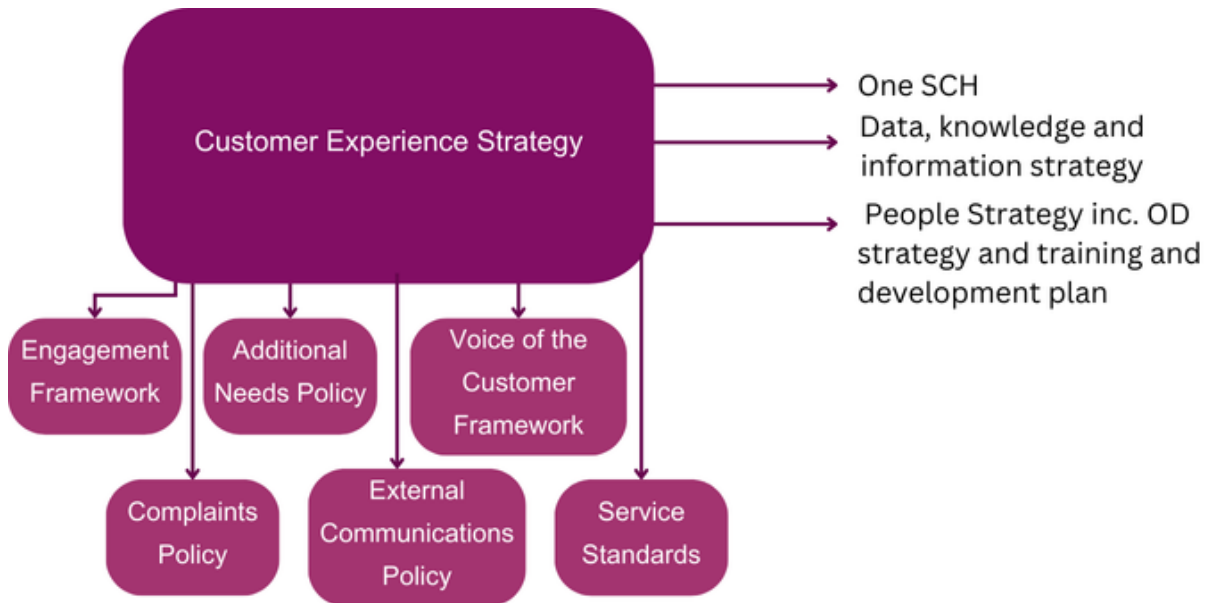 Customer Experience Strategy
One SCH
Data, knowledge and
information strategy
People Strategy inc. OD
strategy and training and
development plan
Engagement
Framework
Additional
Needs Policy
Voice of the
Customer
Framework
Complaints
Policy
External
Communications
Policy
Service
Standards